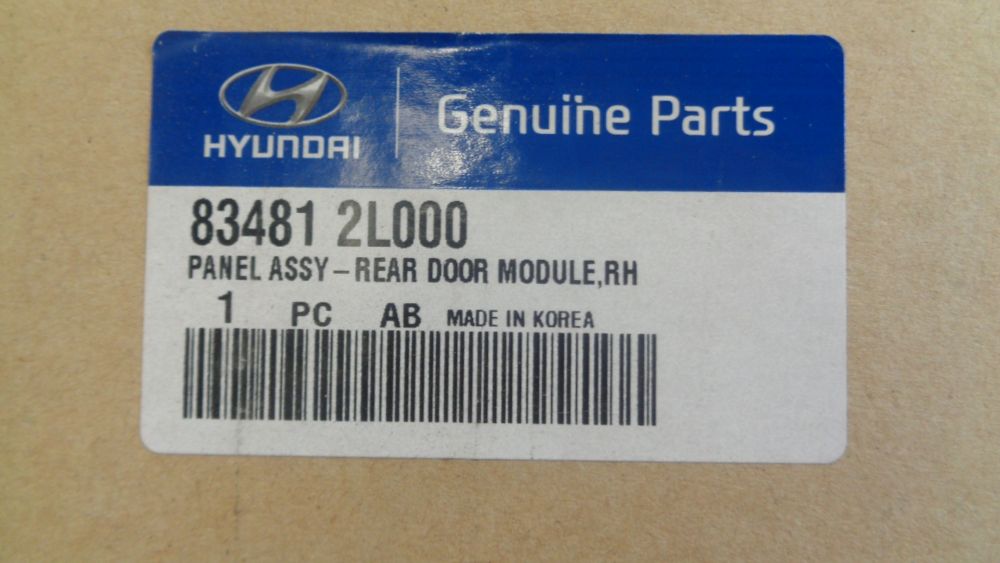 HYUNDAI
Genuine Parts
83481 2L000
PANEL ASSY-REAR DOOR MODULE,RH
1 PC AB MADE IN KOREA